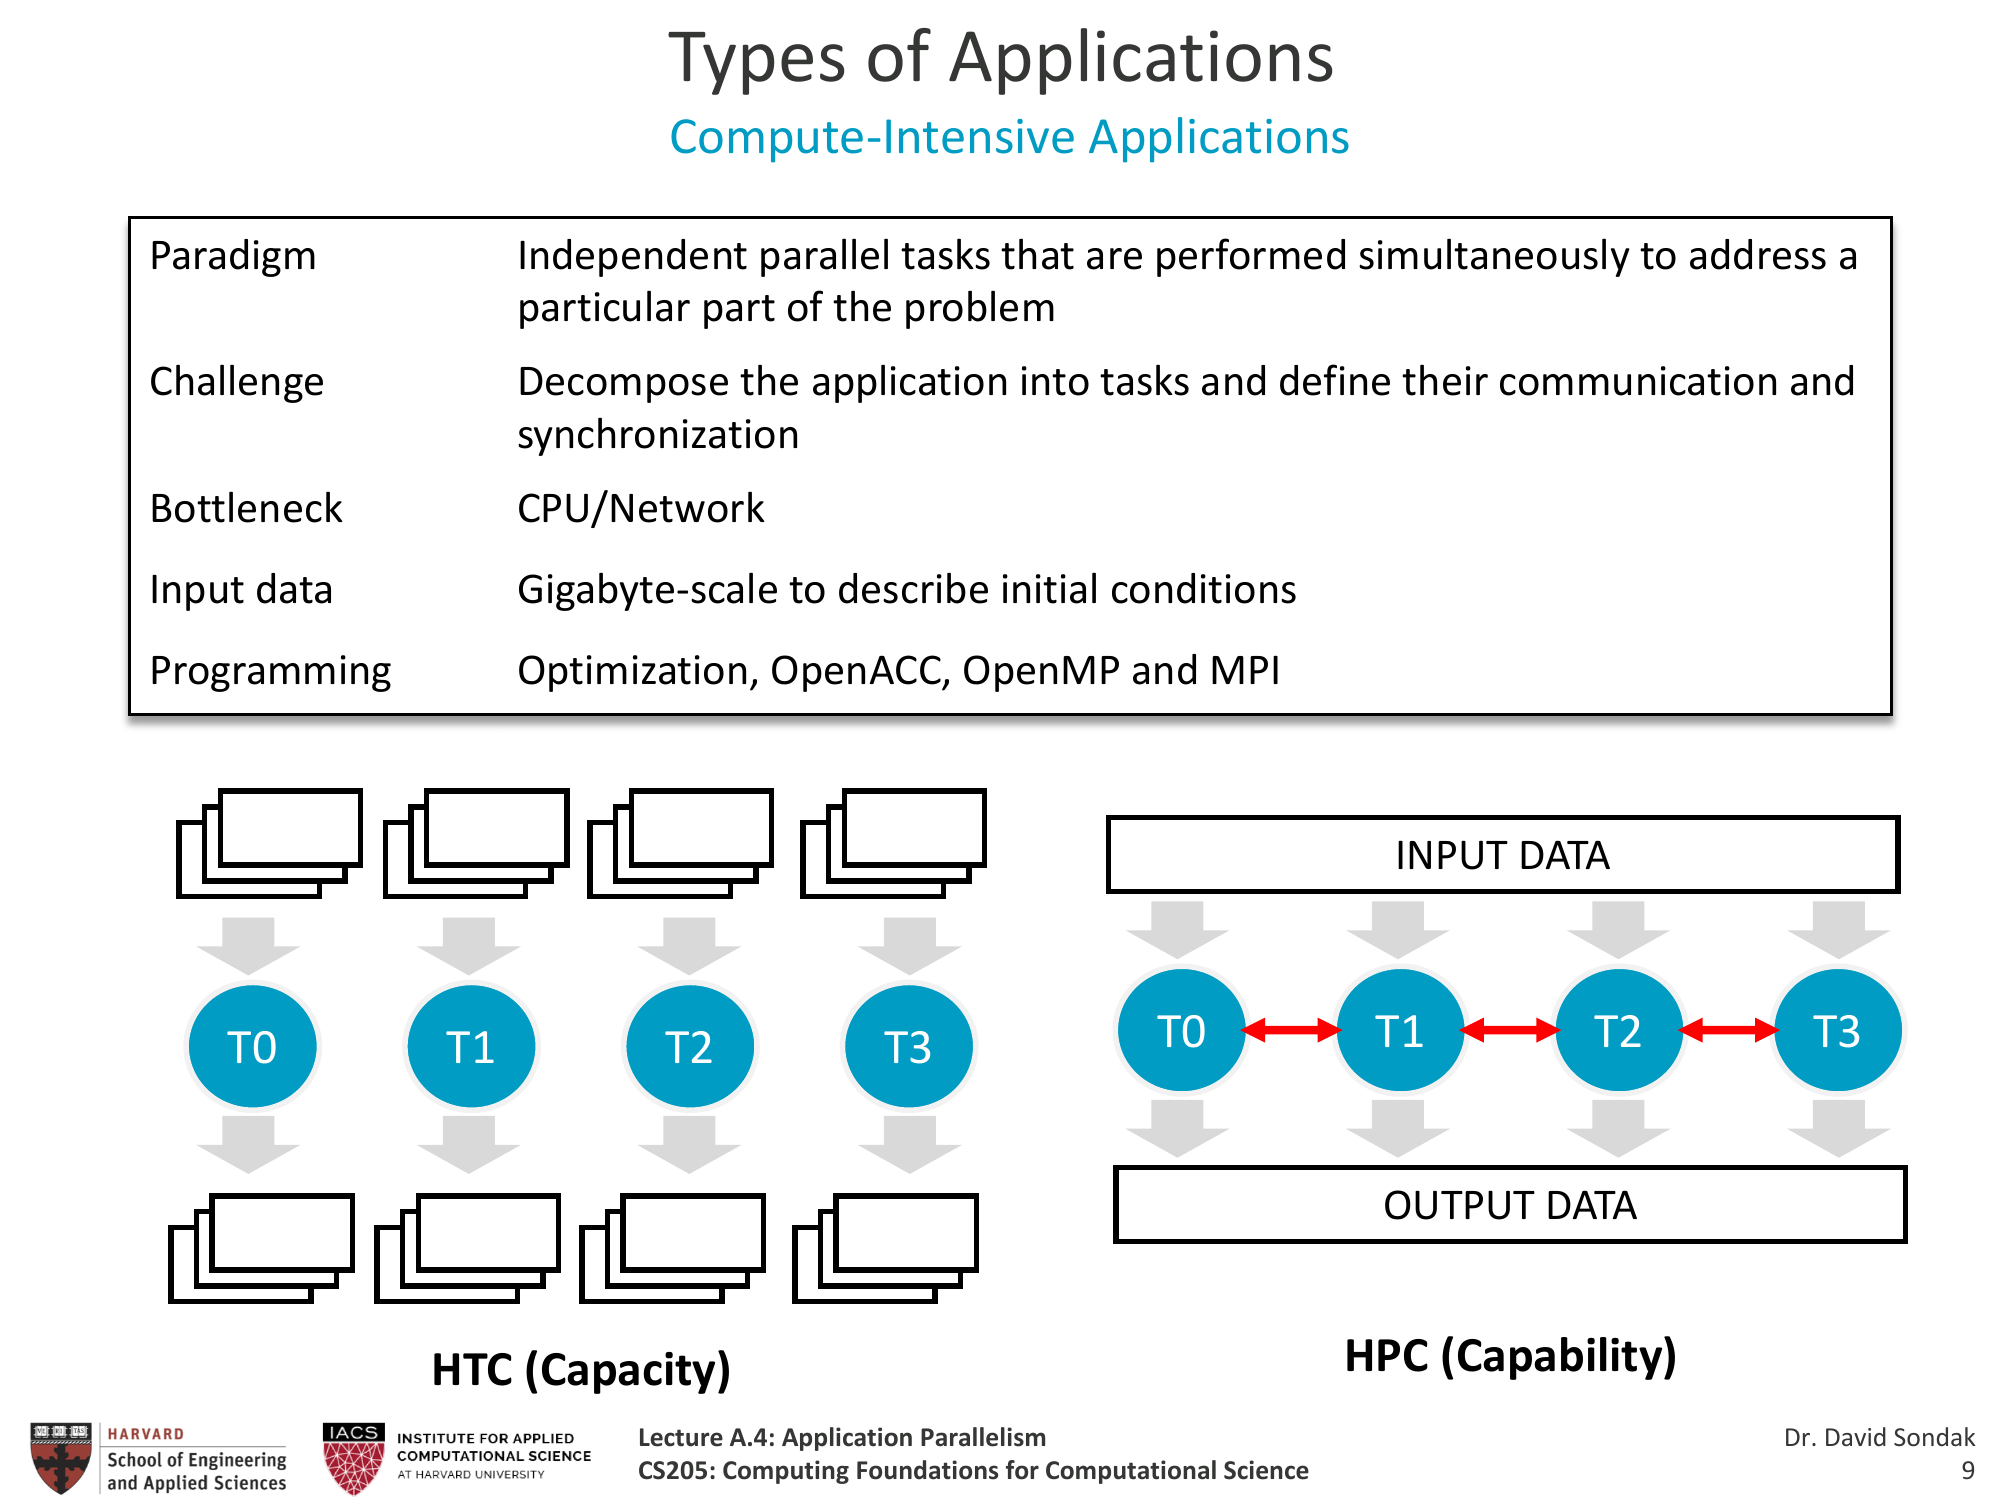 Types of Applications
Compute-Intensive Applications
Paradigm
Independent parallel tasks that are performed simultaneously to address a
particular part of the problem
Challenge
Decompose the application into tasks and define their communication and
synchronization
Bottleneck
CPU/Network
Input data
Gigabyte-scale to describe initial conditions
Programming
Optimization, OpenACC, OpenMP and MPI
T0
T1
T2
T3
HTC (Capacity)
INPUT DATA
T0
T1
T2
T3
OUTPUT DATA
HPC (Capability)
HARVARD
School of Engineering
and Applied Sciences
IACS
INSTITUTE FOR APPLIED
COMPUTATIONAL SCIENCE
AT HARVARD UNIVERSITY
Lecture A.4: Application Parallelism
CS205: Computing Foundations for Computational Science
Dr. David Sondak
9